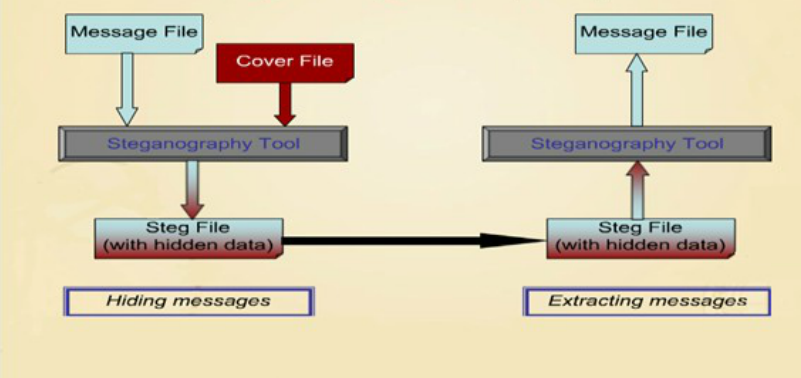 Message File
Cover File
Steganography Tool
Steg File
(with hidden data)
Hiding messages
Message File
Steganography Tool
Steg File
(with hidden data)
Extracting messages